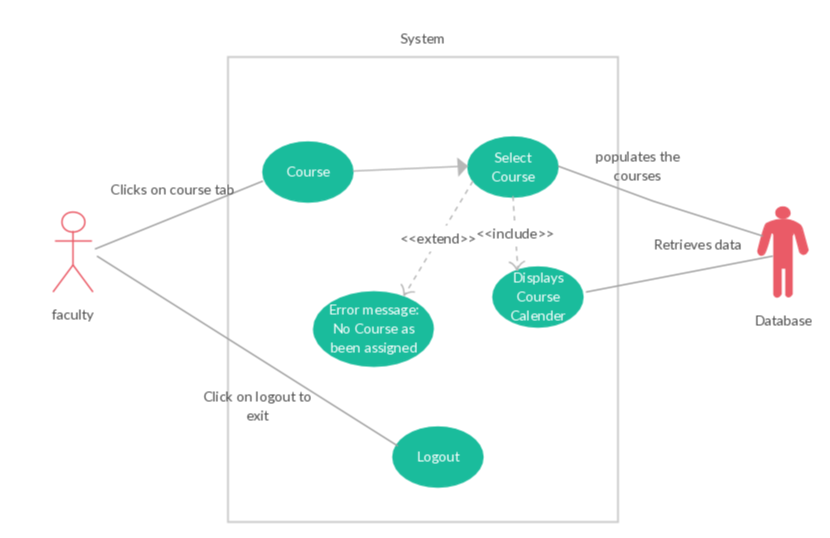 System
Course
Select
Course
populates the
courses
Clicks on course tab
<<extend>>
<<include>>
Retrieves data
faculty
Database
Displays
Course
Calender
Error message:
No Course as
been assigned
Click on logout to
exit
Logout